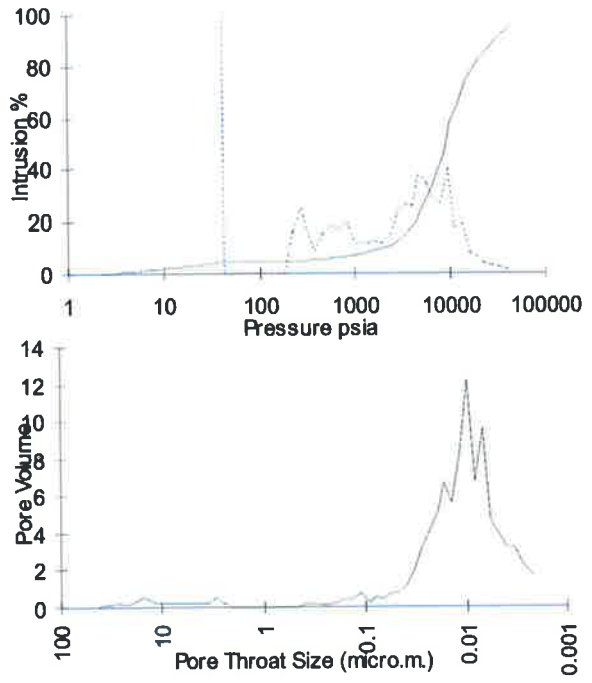 100
80
60
40
20
0
Intrusion %
1 10 100 1000 10000 100000
Pressure psia
14
12
10
8
6
4
2
0
Pore Volume
100 10 1 0.1 0.01 0.001
Pore Throat Size (micro.m.)